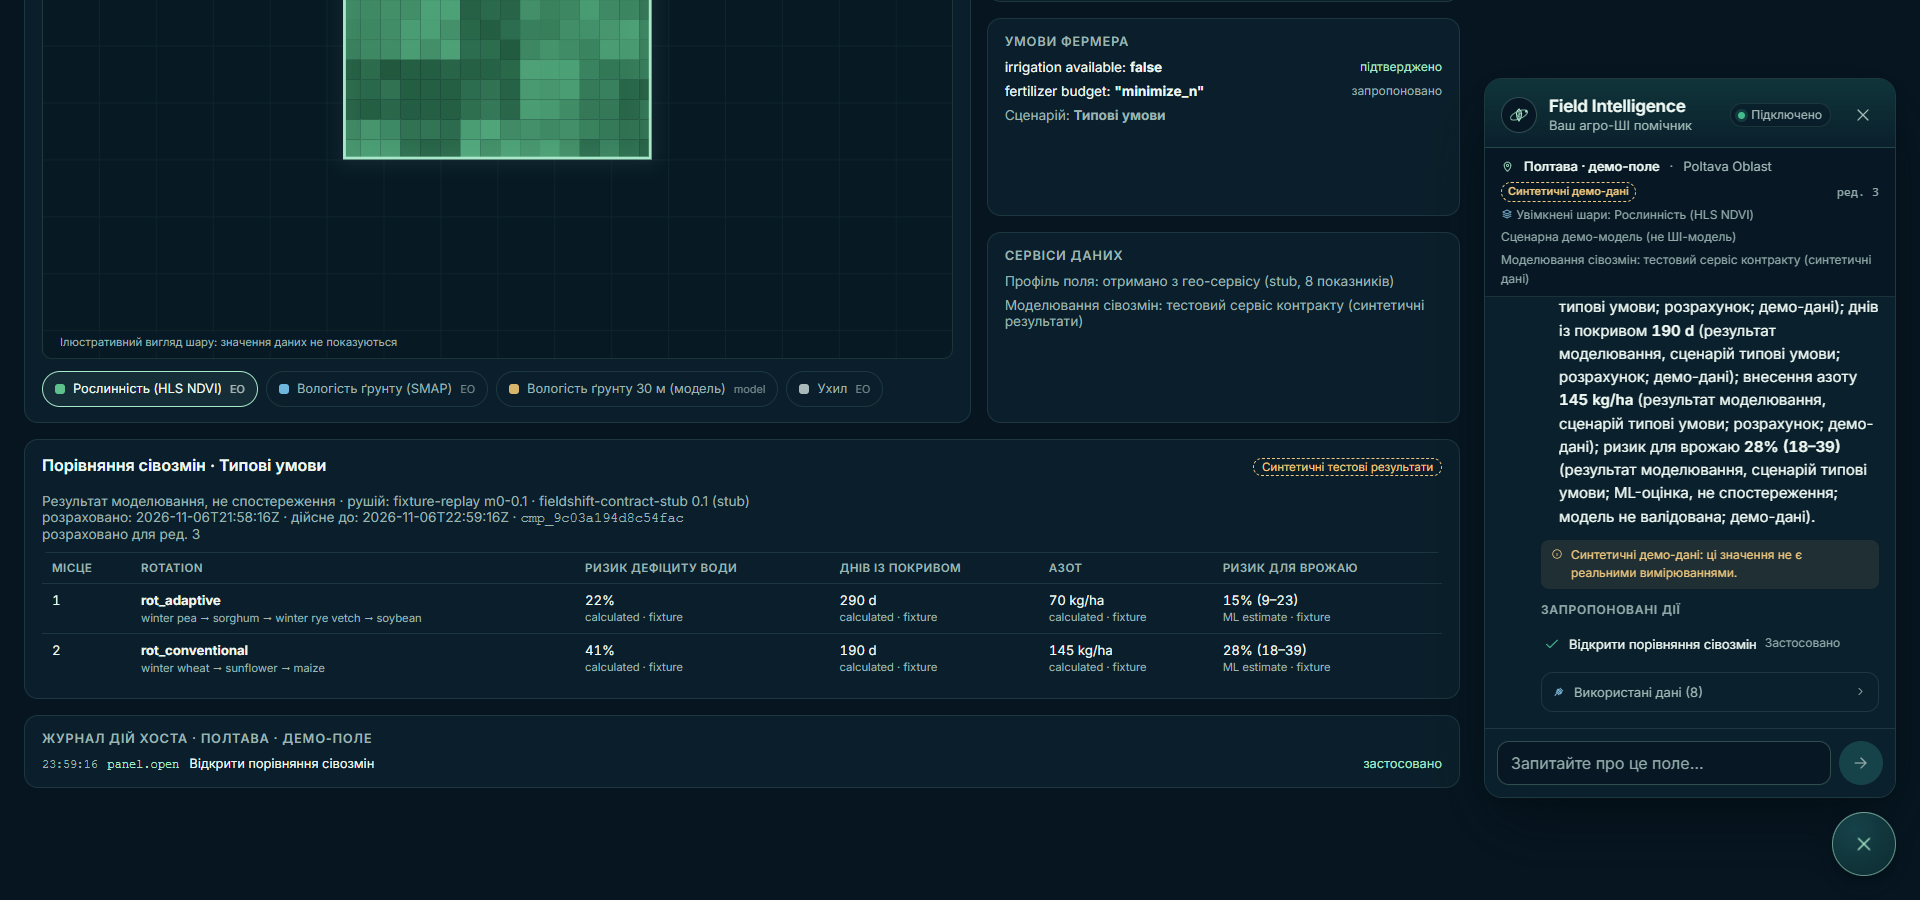 Ілюстративний вигляд шару: значення даних не показуються
Рослинність (HLS NDVI) EO
Вологість ґрунту (SMAP) EO
Вологість ґрунту 30 м (модель) model
Ухил EO
УМОВИ ФЕРМЕРА
irrigation available: false підтверджено
fertilizer budget: "minimize_n" запропоновано
Сценарій: Типові умови
СЕРВІСИ ДАНИХ
Профіль поля: отримано з гео-сервісу (stub, 8 показників)
Моделювання сівозмін: тестовий сервіс контракту (синтетичні
результати)
Порівняння сівозмін · Типові умови
Синтетичні тестові результати
Результат моделювання, не спостереження · рушій: fixture-replay m0-0.1 · fieldshift-contract-stub 0.1 (stub)
розраховано: 2026-11-06T21:58:16Z · дійсне до: 2026-11-06T22:59:16Z · cmp_9c03a194d8c54fac
розраховано для ред. 3
МІСЦЕ ROTATION РИЗИК ДЕФІЦИТУ ВОДИ ДНІВ ІЗ ПОКРИВОМ АЗОТ РИЗИК ДЛЯ ВРОЖАЮ
1 rot_adaptive 22% 290 d 70 kg/ha 15% (9–23)
winter pea → sorghum → winter rye vetch → soybean calculated · fixture calculated · fixture calculated · fixture ML estimate · fixture
2 rot_conventional 41% 190 d 145 kg/ha 28% (18–39)
winter wheat → sunflower → maize calculated · fixture calculated · fixture calculated · fixture ML estimate · fixture
ЖУРНАЛ ДІЙ ХОСТА · ПОЛТАВА · ДЕМО-ПОЛЕ
23:59:16 panel.open Відкрити порівняння сівозмін застосовано
Field Intelligence
Ваш агро-ШІ помічник
Підключено
Полтава · демо-поле · Poltava Oblast
Синтетичні демо-дані ред. 3
Увімкнені шари: Рослинність (HLS NDVI)
Сценарна демо-модель (не ШІ-модель)
Моделювання сівозмін: тестовий сервіс контракту (синтетичні
дані)
типові умови; розрахунок; демо-дані); днів
із покривом 190 d (результат
моделювання, сценарій типові умови;
розрахунок; демо-дані); внесення азоту
145 kg/ha (результат моделювання,
сценарій типові умови; розрахунок; демо-
дані); ризик для врожаю 28% (18–39)
(результат моделювання, сценарій типові
умови; ML-оцінка, не спостереження;
модель не валідована; демо-дані).
Синтетичні демо-дані: ці значення не є
реальними вимірюваннями.
ЗАПРОПОНОВАНІ ДІЇ
Відкрити порівняння сівозмін Застосовано
Використані дані (8)
Запитайте про це поле...